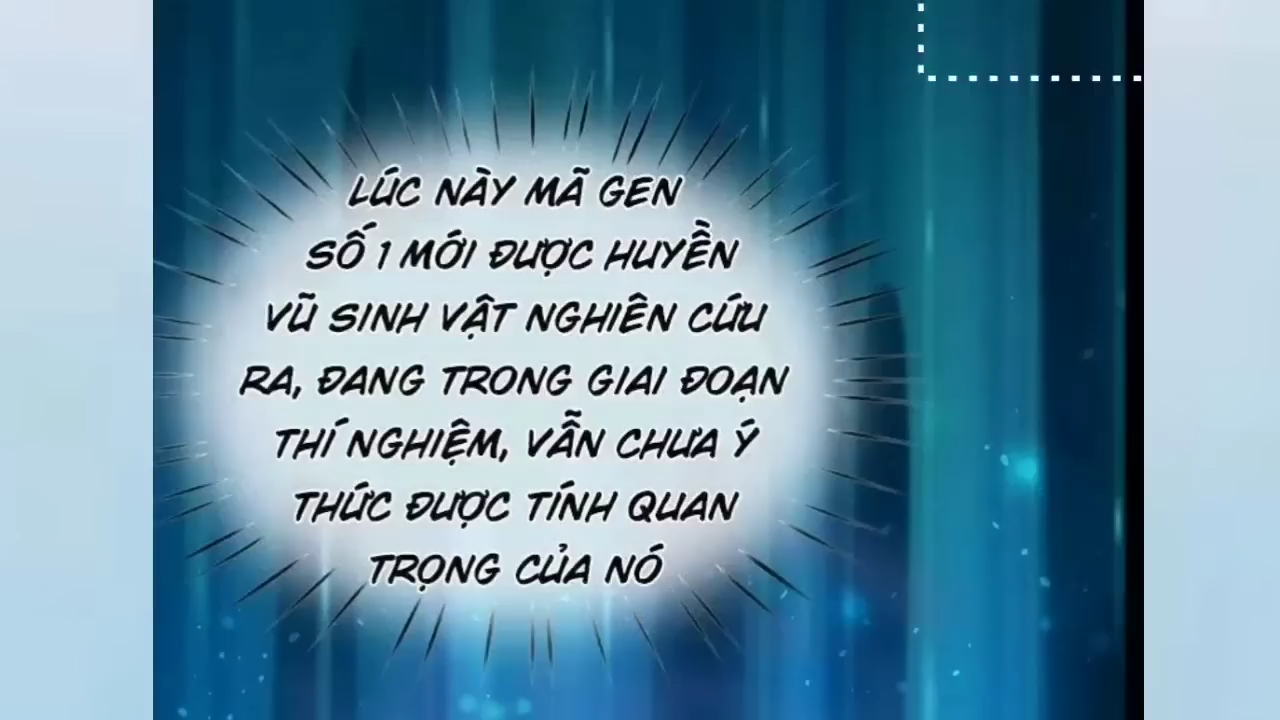 LÚC NÀY MÃ GEN
SỐ 1 MỚI ĐƯỢC HUYỀN
VŨ SINH VẬT NGHIÊN CỨU
RA, ĐANG TRONG GIAI ĐOẠN
THÍ NGHIỆM, VẪN CHƯA Ý
THỨC ĐƯỢC TÍNH QUAN
TRỌNG CỦA NÓ